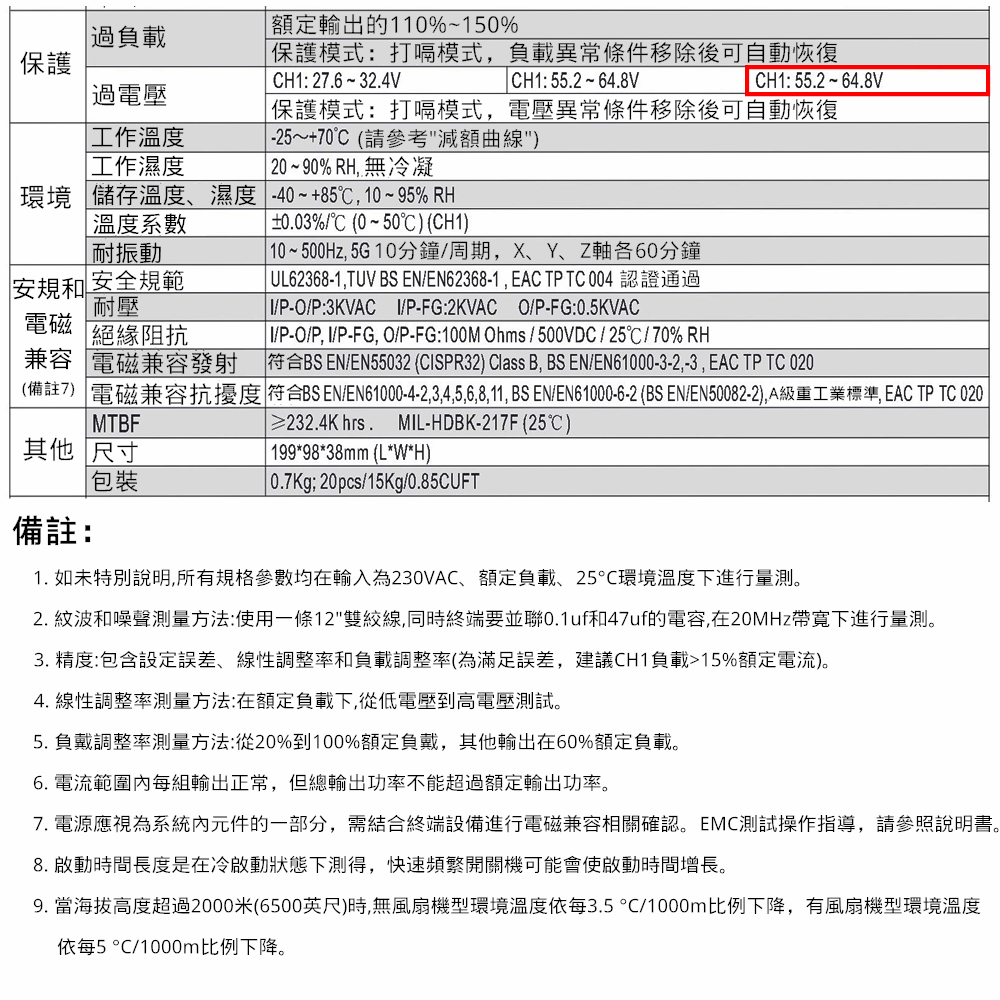 保護
過負載
額定輸出的110%~150%
保護模式：打嗝模式，負載異常條件移除後可自動恢復
過電壓
CH1: 27.6 ~ 32.4V CH1: 55.2 ~ 64.8V CH1: 55.2 ~ 64.8V
保護模式：打嗝模式，電壓異常條件移除後可自動恢復
環境
工作溫度 -25～+70℃ (請參考"減額曲線")
工作濕度 20 ~ 90% RH, 無冷凝
儲存溫度、濕度 -40 ~ +85℃, 10 ~ 95% RH
溫度系數 ±0.03%/℃ (0 ~ 50℃) (CH1)
耐振動 10 ~ 500Hz, 5G 10分鐘/周期，X、Y、Z軸各60分鐘
安規和
電磁
兼容
(備註7)
安全規範 UL62368-1,TUV BS EN/EN62368-1 , EAC TP TC 004 認證通過
耐壓 I/P-O/P:3KVAC I/P-FG:2KVAC O/P-FG:0.5KVAC
絕緣阻抗 I/P-O/P, I/P-FG, O/P-FG:100M Ohms / 500VDC / 25℃/ 70% RH
電磁兼容發射 符合BS EN/EN55032 (CISPR32) Class B, BS EN/EN61000-3-2,-3 , EAC TP TC 020
電磁兼容抗擾度 符合BS EN/EN61000-4-2,3,4,5,6,8,11, BS EN/EN61000-6-2 (BS EN/EN50082-2),A級重工業標準, EAC TP TC 020
其他
MTBF ≥232.4K hrs . MIL-HDBK-217F (25℃)
尺寸 199*98*38mm (L*W*H)
包裝 0.7Kg; 20pcs/15Kg/0.85CUFT
備註：
1. 如未特別說明,所有規格參數均在輸入為230VAC、額定負載、25°C環境溫度下進行量測。
2. 紋波和噪聲測量方法:使用一條12"雙絞線,同時終端要並聯0.1uf和47uf的電容,在20MHz帶寬下進行量測。
3. 精度:包含設定誤差、線性調整率和負載調整率(為滿足誤差，建議CH1負載>15%額定電流)。
4. 線性調整率測量方法:在額定負載下,從低電壓到高電壓測試。
5. 負戴調整率測量方法:從20%到100%額定負戴，其他輸出在60%額定負載。
6. 電流範圍內每組輸出正常，但總輸出功率不能超過額定輸出功率。
7. 電源應視為系統內元件的一部分，需結合終端設備進行電磁兼容相關確認。EMC測試操作指導，請參照說明書。
8. 啟動時間長度是在冷啟動狀態下測得，快速頻繁開關機可能會使啟動時間增長。
9. 當海拔高度超過2000米(6500英尺)時,無風扇機型環境溫度依每3.5 °C/1000m比例下降，有風扇機型環境溫度
依每5 °C/1000m比例下降。